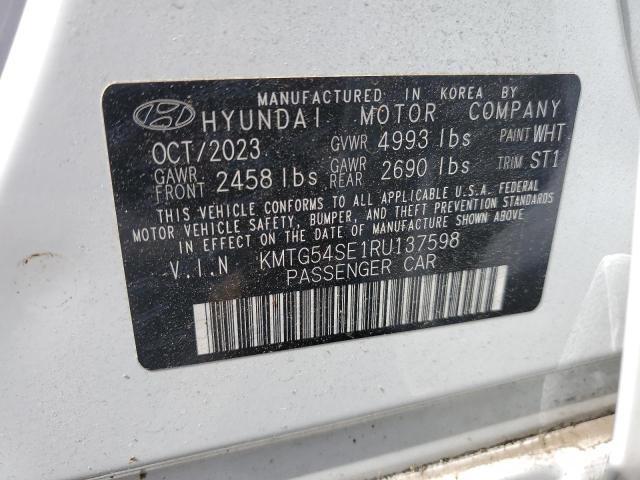 MANUFACTURED IN KOREA BY
HYUNDAI MOTOR COMPANY
OCT/2023 GVWR 4993 lbs PAINT WHT
GAWR FRONT 2458 lbs GAWR REAR 2690 lbs TRIM ST1
THIS VEHICLE CONFORMS TO ALL APPLICABLE U.S.A. FEDERAL
MOTOR VEHICLE SAFETY, BUMPER, AND THEFT PREVENTION STANDARDS
IN EFFECT ON THE DATE OF MANUFACTURE SHOWN ABOVE
V.I.N KMTG54SE1RU137598
PASSENGER CAR